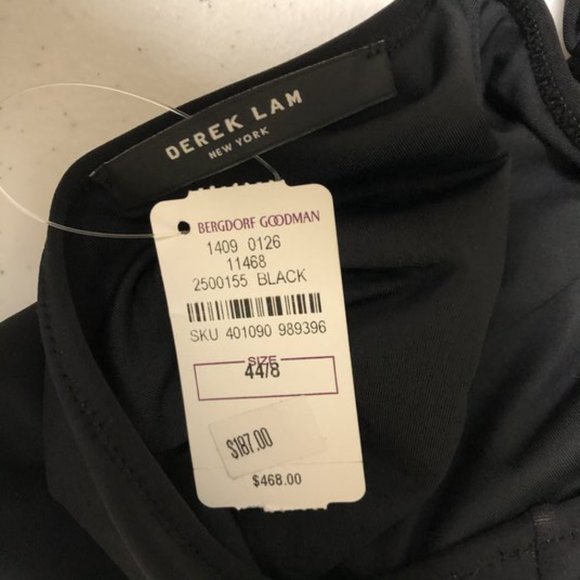 DEREK LAM
NEW YORK
BERGDORF GOODMAN
1409 0126
11468
2500155 BLACK
SKU 401090 989396
SIZE
44/8
$187.00
$468.00